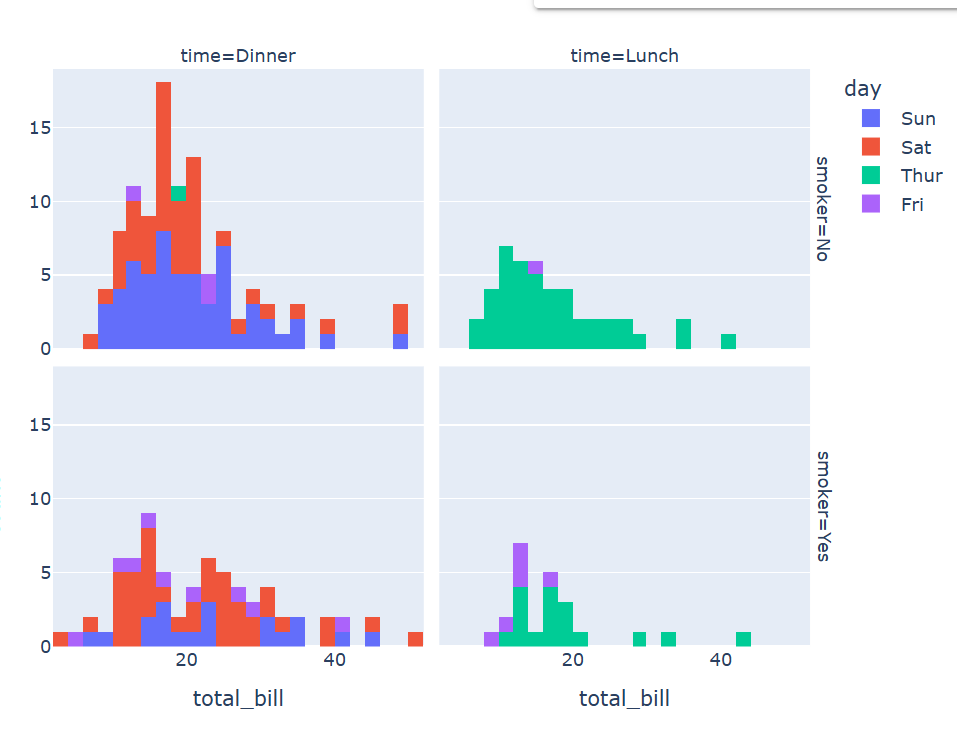 time=Dinner
time=Lunch
day
Sun
Sat
Thur
Fri
15
10
5
0
smoker=No
15
10
5
0
smoker=Yes
20
40
20
40
total_bill
total_bill